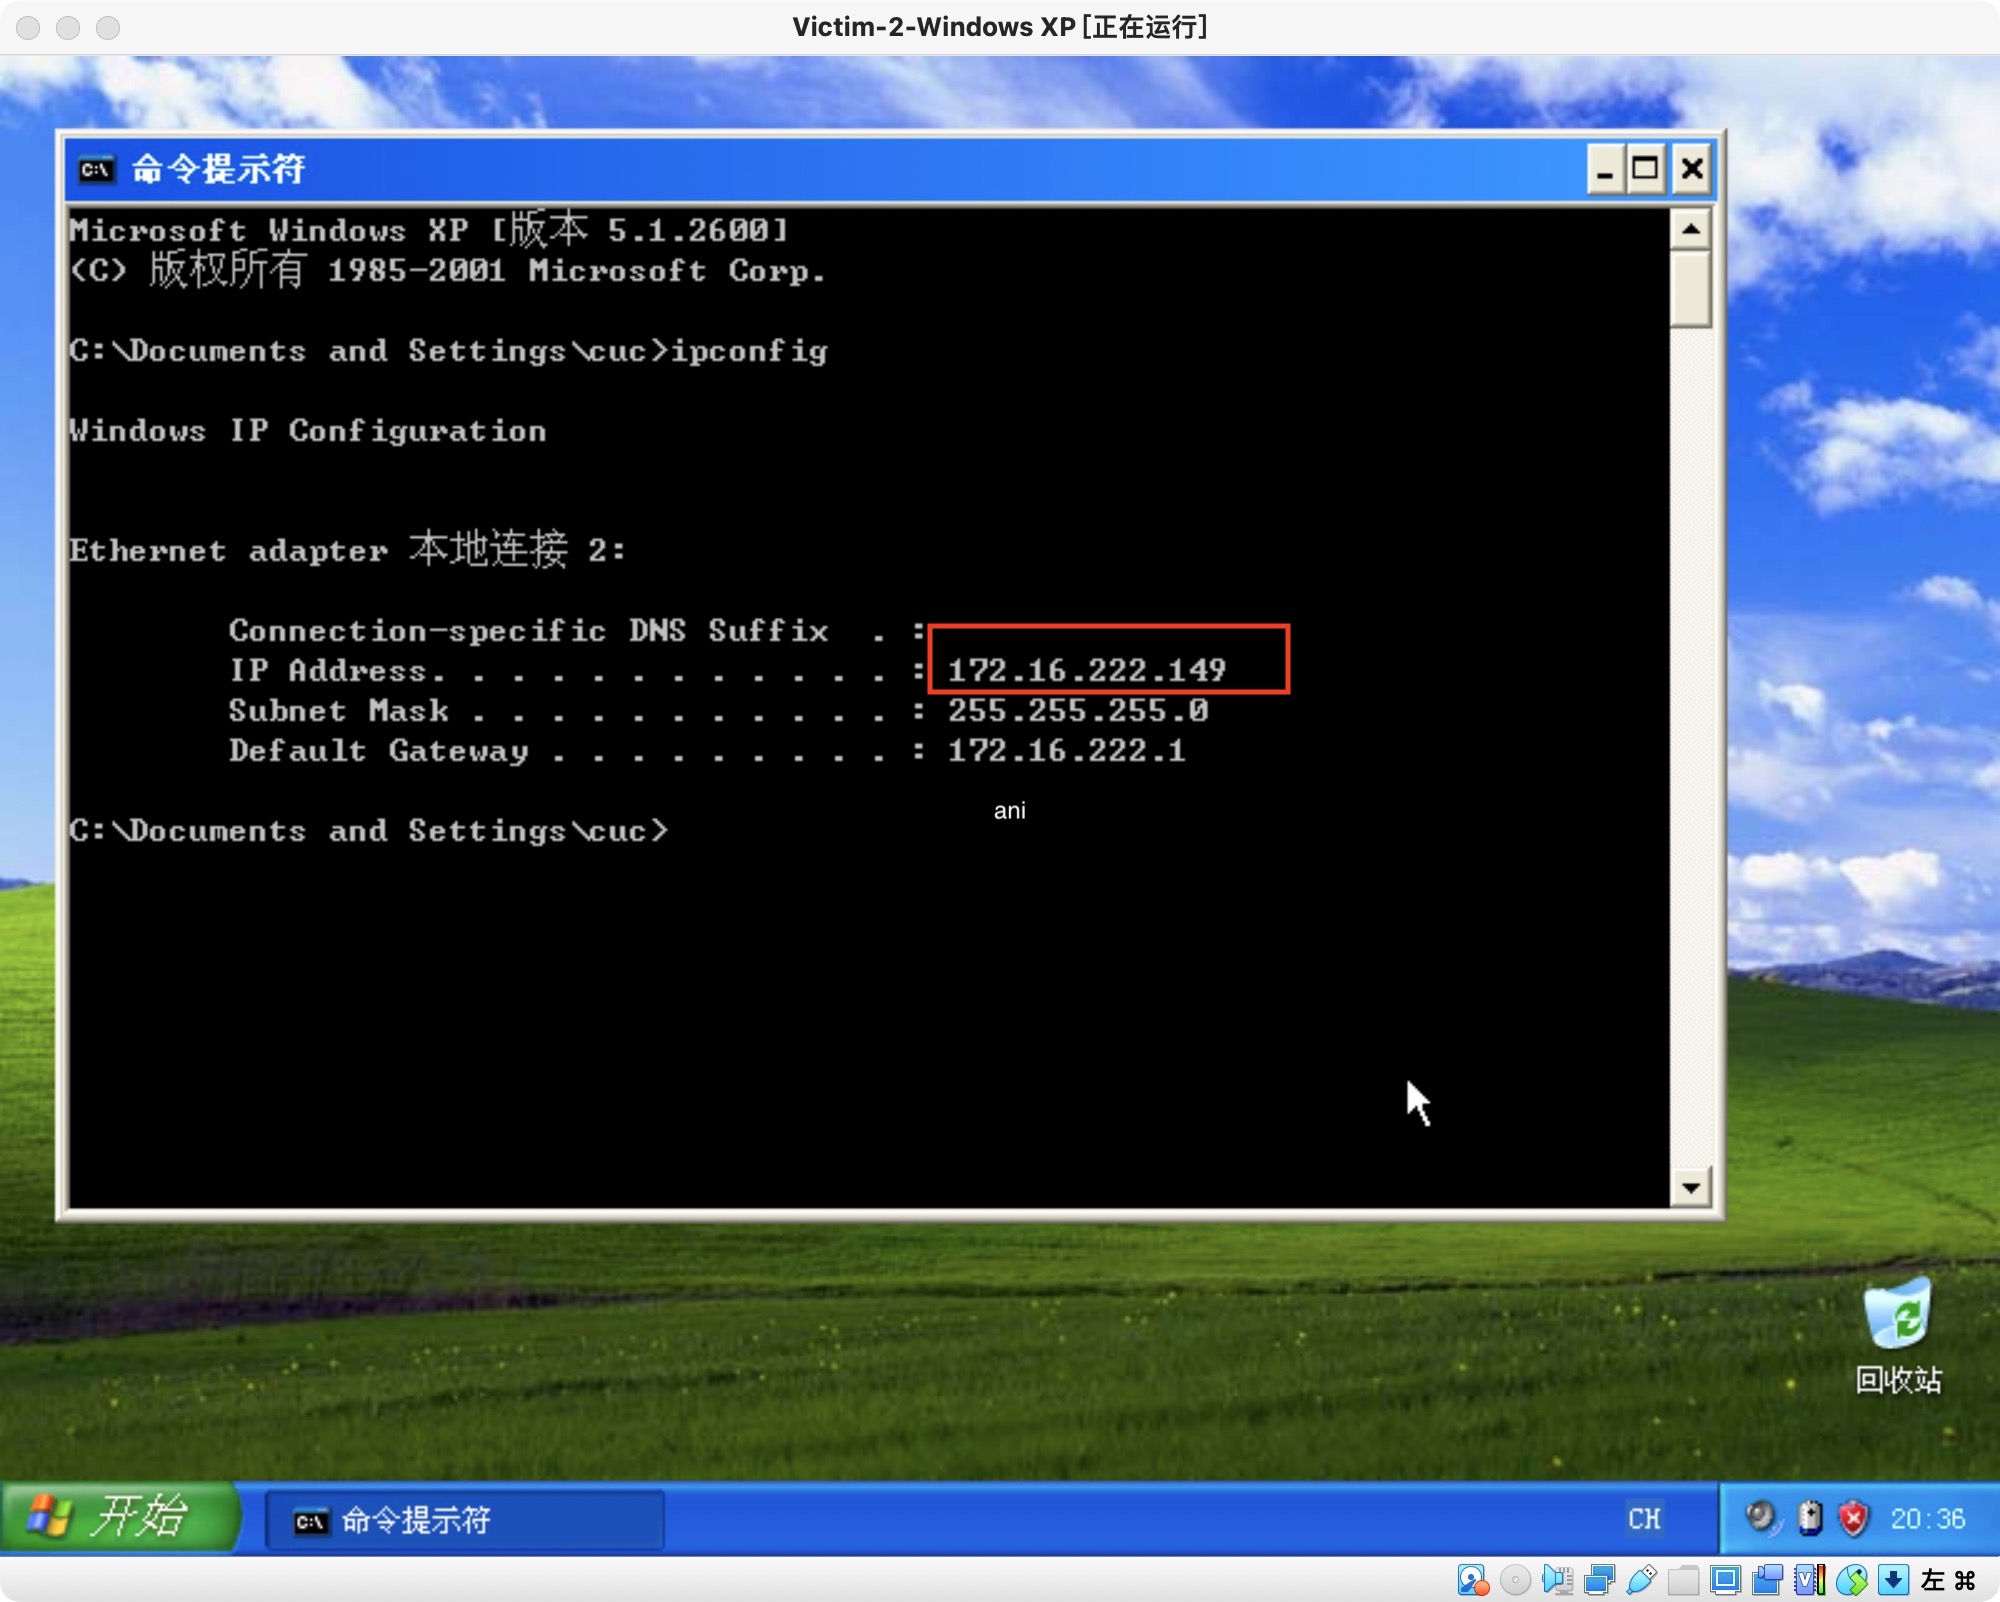 Victim-2-Windows XP [正在运行]
命令提示符
Microsoft Windows XP [版本 5.1.2600]
(C) 版权所有 1985-2001 Microsoft Corp.
C:\Documents and Settings\cuc>ipconfig
Windows IP Configuration
Ethernet adapter 本地连接 2:
Connection-specific DNS Suffix  . :
IP Address. . . . . . . . . . . . : 172.16.222.149
Subnet Mask . . . . . . . . . . . : 255.255.255.0
Default Gateway . . . . . . . . . : 172.16.222.1
ani
C:\Documents and Settings\cuc>
回收站
开始
命令提示符
CH
20:36
左 ⌘